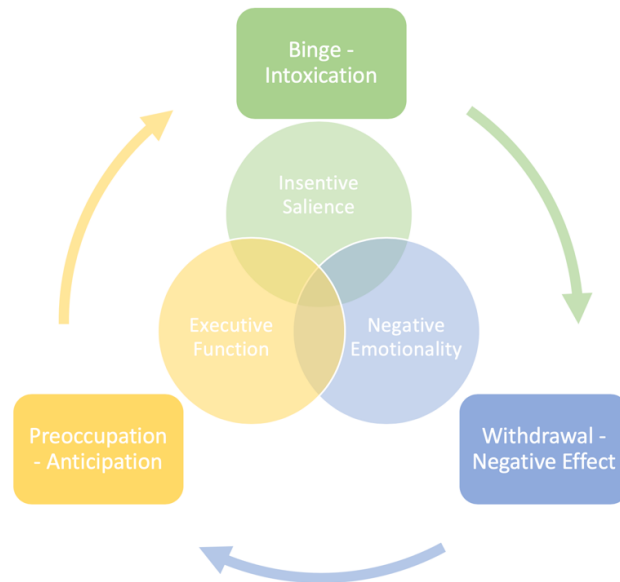 Binge -
Intoxication
Insentive
Salience
Executive
Function
Negative
Emotionality
Preoccupation
- Anticipation
Withdrawal -
Negative Effect